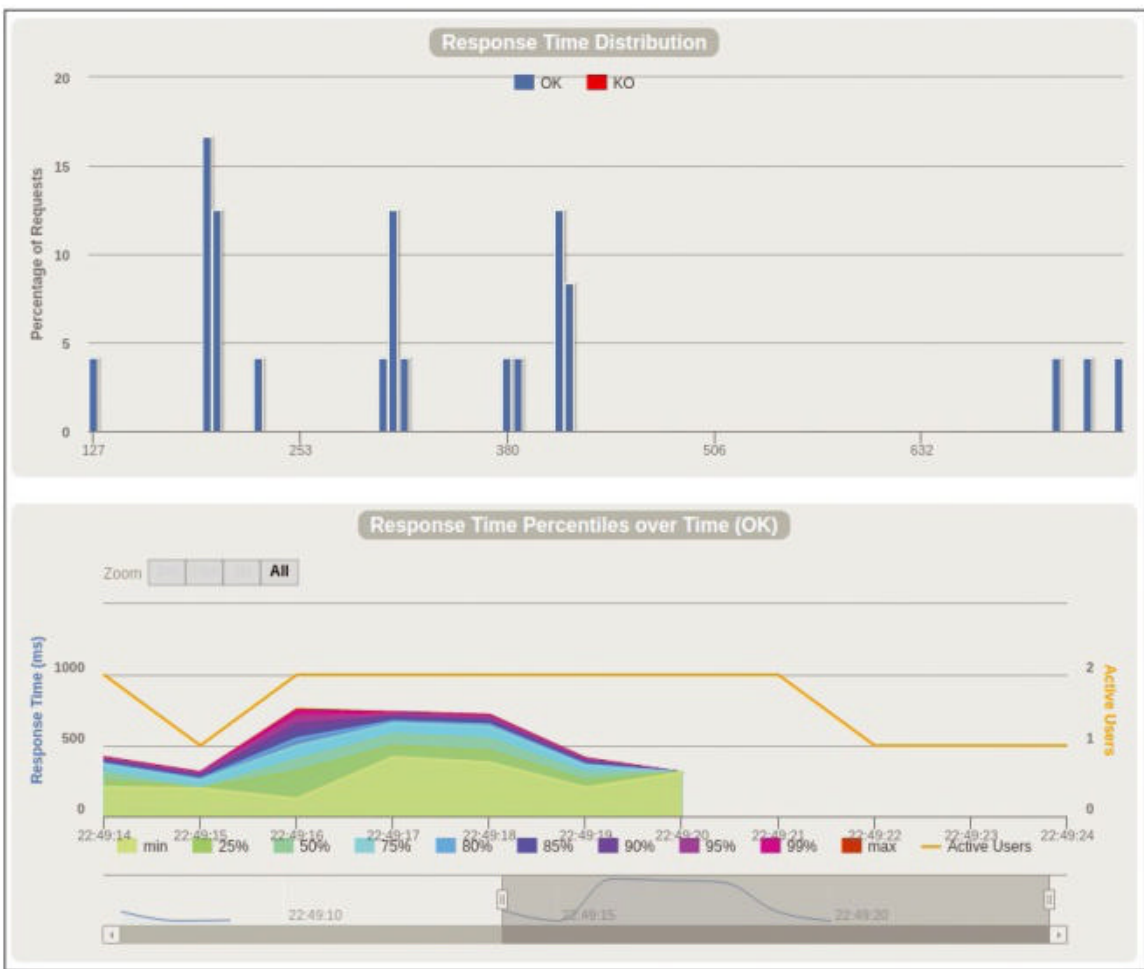 Response Time Distribution
OK KO
Percentage of Requests
20
15
10
5
0
127 253 380 506 632
Response Time Percentiles over Time (OK)
Zoom All
Response Time (ms)
1000
500
0
Active Users
2
1
0
22:49:14 22:49:15 22:49:16 22:49:17 22:49:18 22:49:19 22:49:20 22:49:21 22:49:22 22:49:23 22:49:24
min 25% 50% 75% 80% 85% 90% 95% 99% max Active Users
22:49:10 22:49:15 22:49:20